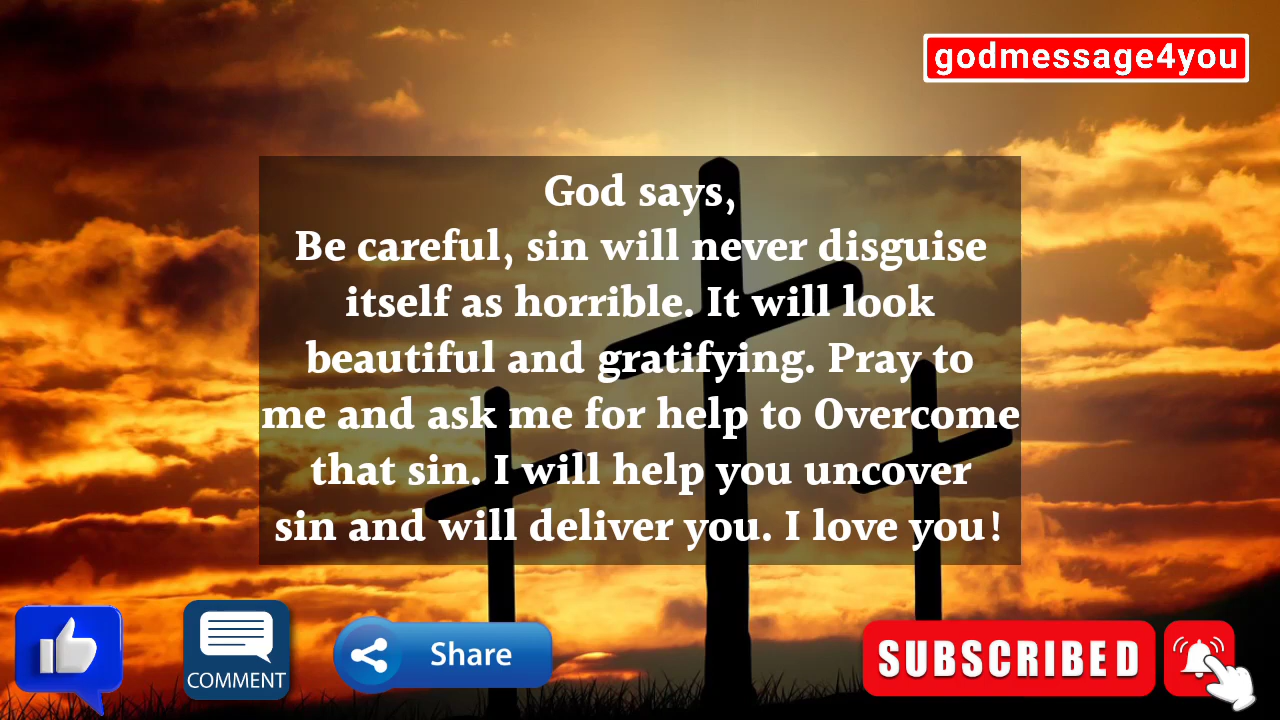 godmessage4you
God says,
Be careful, sin will never disguise
itself as horrible. It will look
beautiful and gratifying. Pray to
me and ask me for help to Overcome
that sin. I will help you uncover
sin and will deliver you. I love you!
COMMENT
Share
SUBSCRIBED